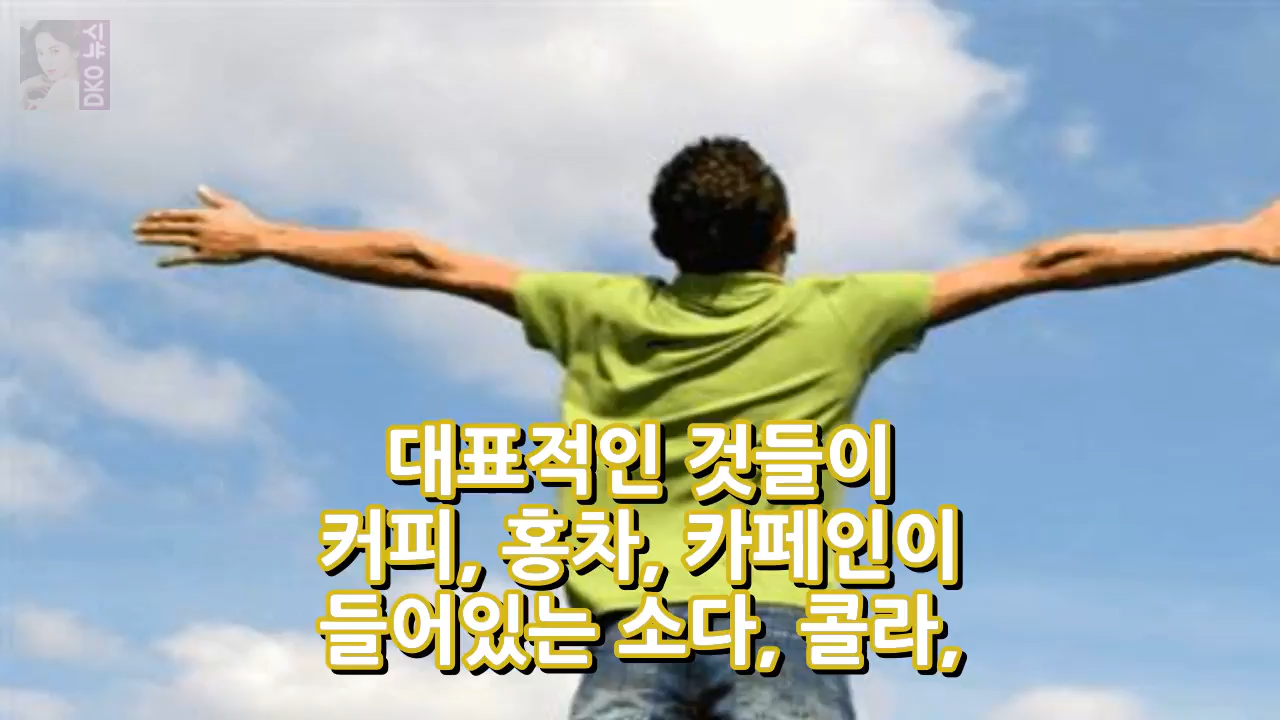 DKO 뉴스
대표적인 것들이
커피, 홍차, 카페인이
들어있는 소다, 콜라,